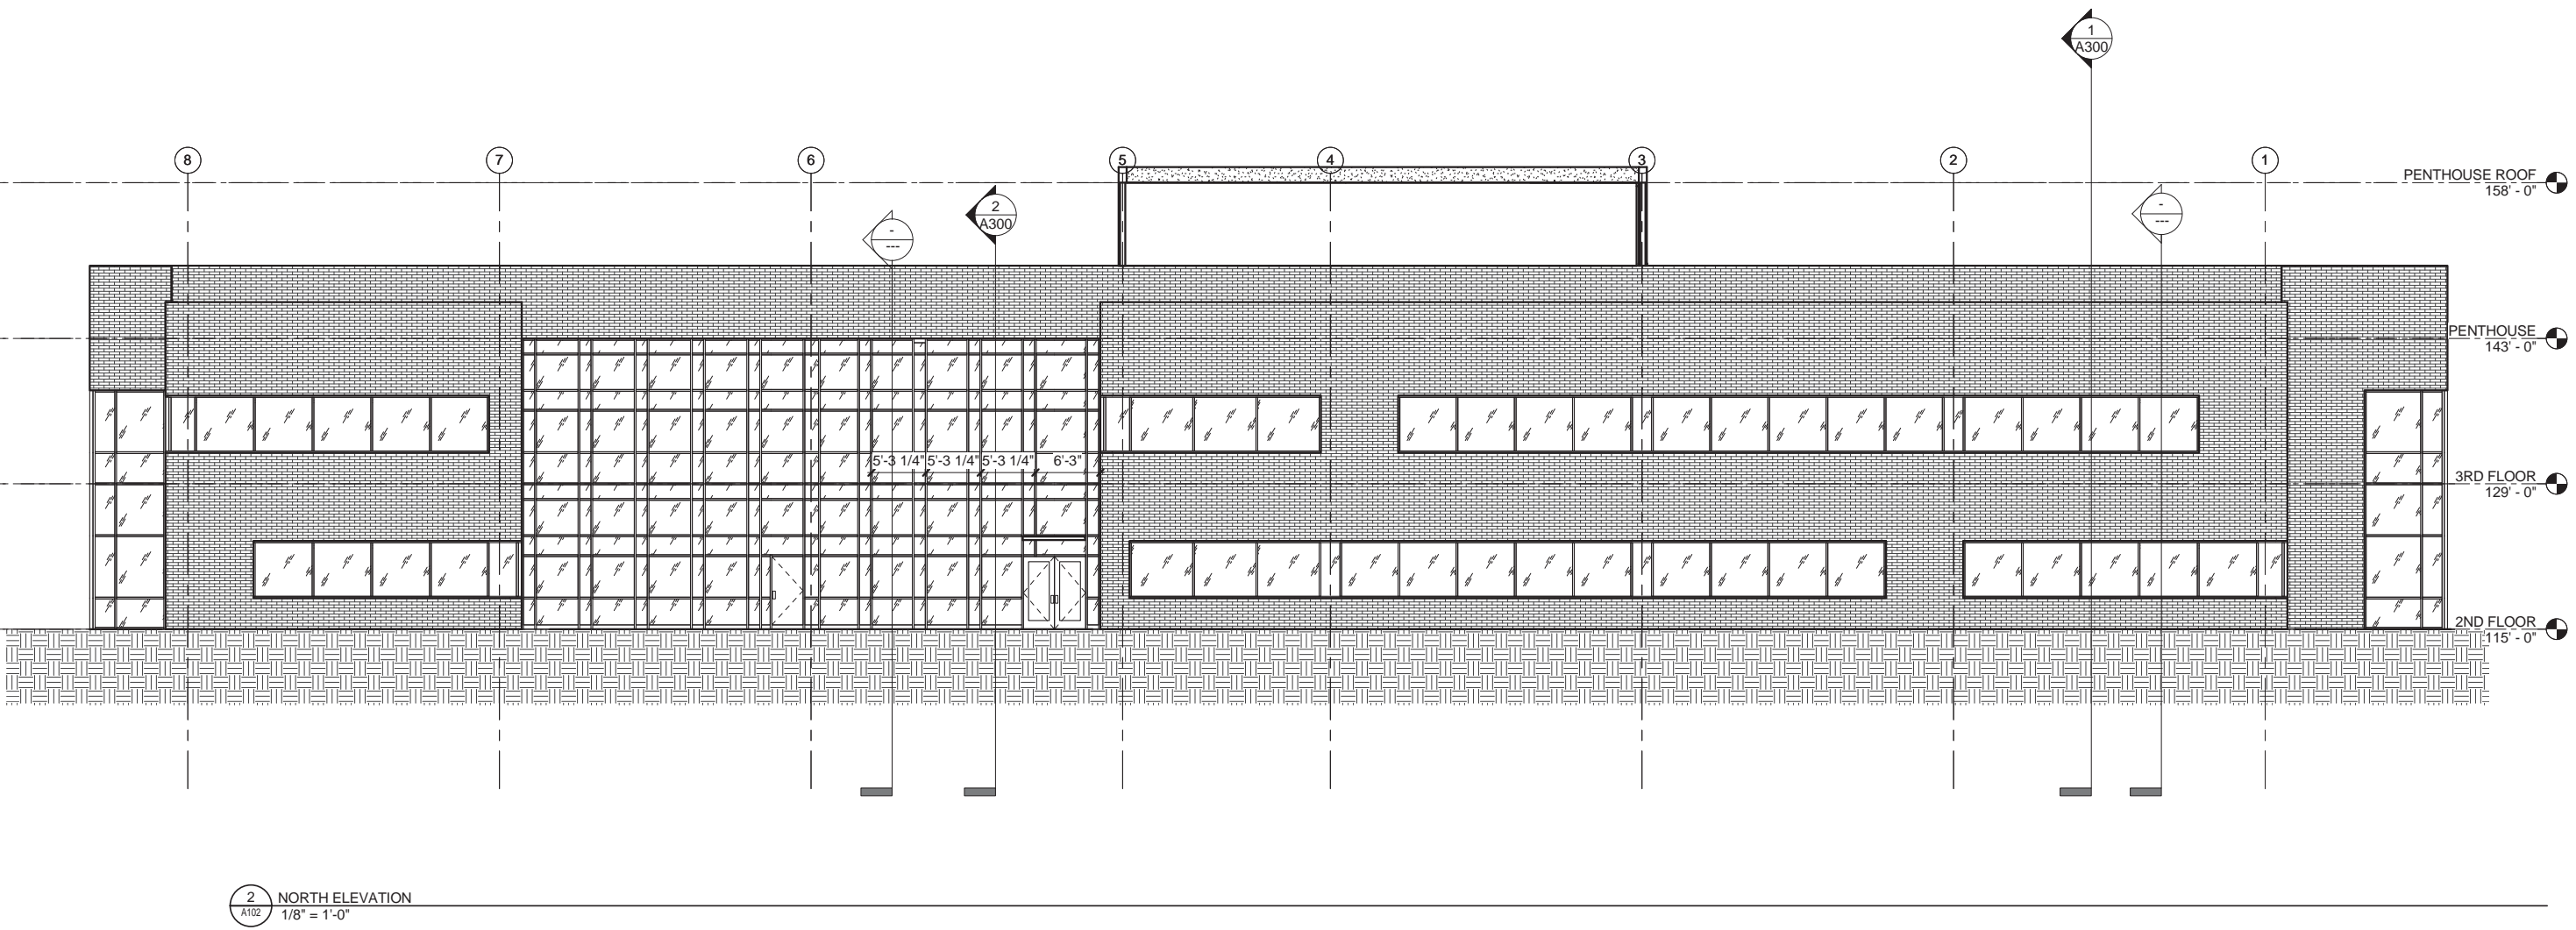 1
A300
8
7
6
5
4
3
2
1
PENTHOUSE ROOF
158' - 0"
2
A300
-
---
-
---
PENTHOUSE
143' - 0"
5'-3 1/4" 5'-3 1/4" 5'-3 1/4" 6'-3"
3RD FLOOR
129' - 0"
2ND FLOOR
115' - 0"
2
A102
NORTH ELEVATION
1/8" = 1'-0"